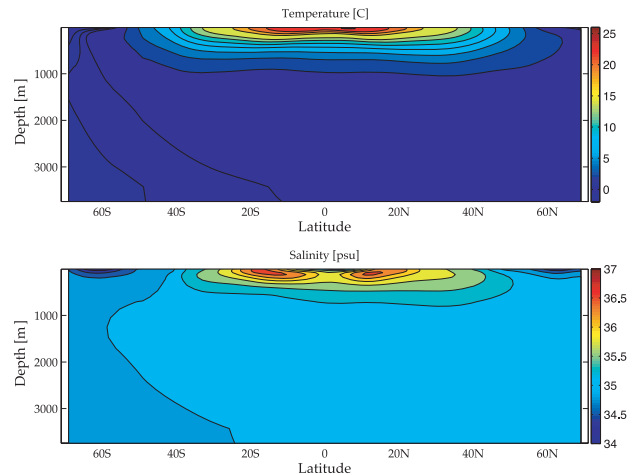 Temperature [C]
25
20
15
10
5
0
1000
2000
3000
Depth [m]
60S 40S 20S 0 20N 40N 60N
Latitude
Salinity [psu]
37
36.5
36
35.5
35
34.5
34
1000
2000
3000
Depth [m]
60S 40S 20S 0 20N 40N 60N
Latitude